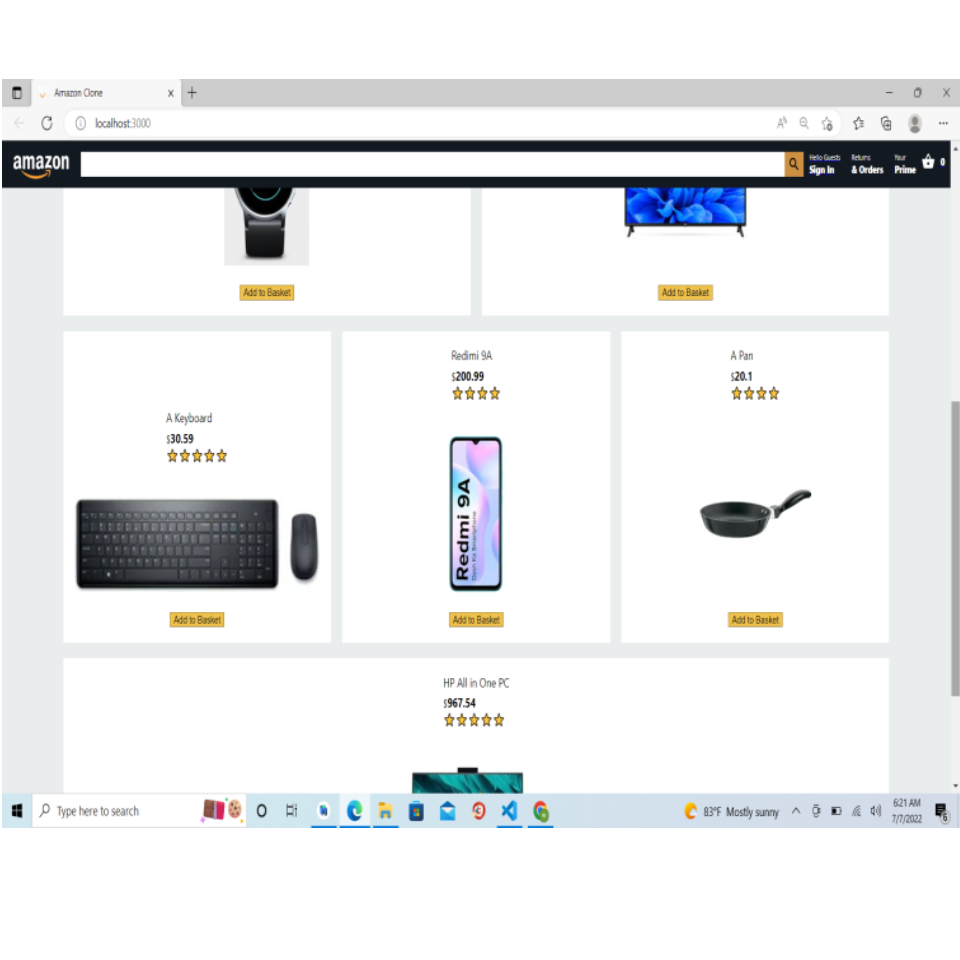 Amazon Clone
localhost:3000
amazon
Hello Guests
Sign In
Returns
& Orders
Your
Prime
0
Add to Basket
Add to Basket
A Keyboard
$30.59
Add to Basket
Redimi 9A
$200.99
Redmi 9A
Add to Basket
A Pan
$20.1
Add to Basket
HP All in One PC
$967.54
Type here to search
83°F Mostly sunny
6:21 AM
7/7/2022
6